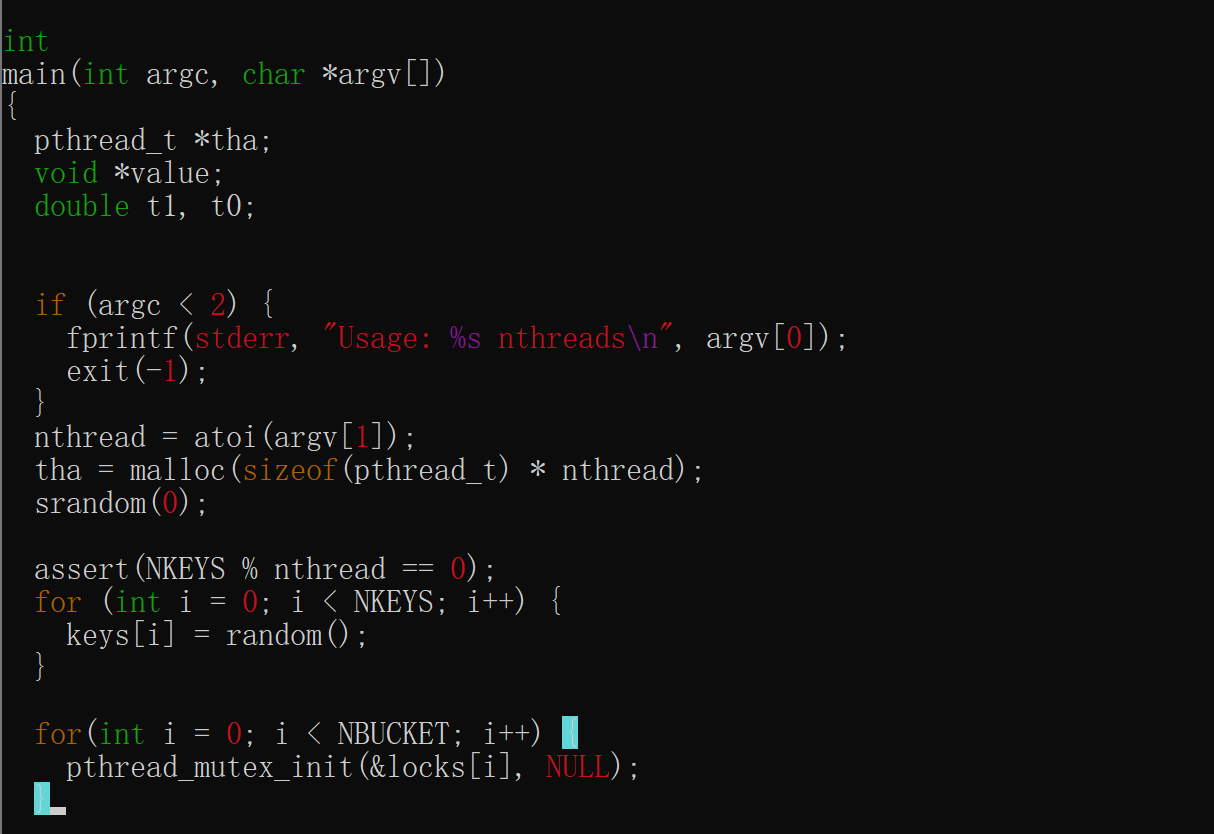 int
main(int argc, char *argv[])
{
  pthread_t *tha;
  void *value;
  double t1, t0;
  if (argc < 2) {
    fprintf(stderr, "Usage: %s nthreads\n", argv[0]);
    exit(-1);
  }
  nthread = atoi(argv[1]);
  tha = malloc(sizeof(pthread_t) * nthread);
  srandom(0);
  assert(NKEYS % nthread == 0);
  for (int i = 0; i < NKEYS; i++) {
    keys[i] = random();
  }
  for(int i = 0; i < NBUCKET; i++) {
    pthread_mutex_init(&locks[i], NULL);
  }